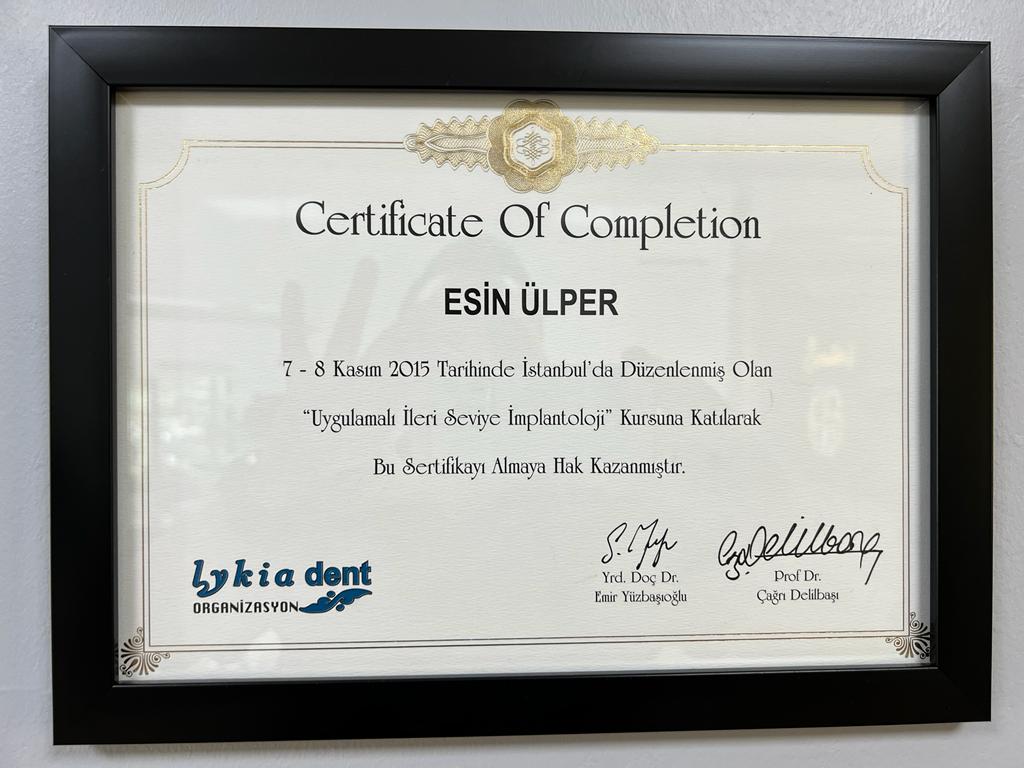 Certificate Of Completion
ESİN ÜLPER
7 - 8 Kasım 2015 Tarihinde İstanbul'da Düzenlenmiş Olan
“Uygulamalı İleri Seviye İmplantoloji” Kursuna Katılarak
Bu Sertifikayı Almaya Hak Kazanmıştır.
lykia dent
ORGANİZASYON
Yrd. Doç Dr.
Emir Yüzbaşıoğlu
Prof Dr.
Çağrı Delilbaşı